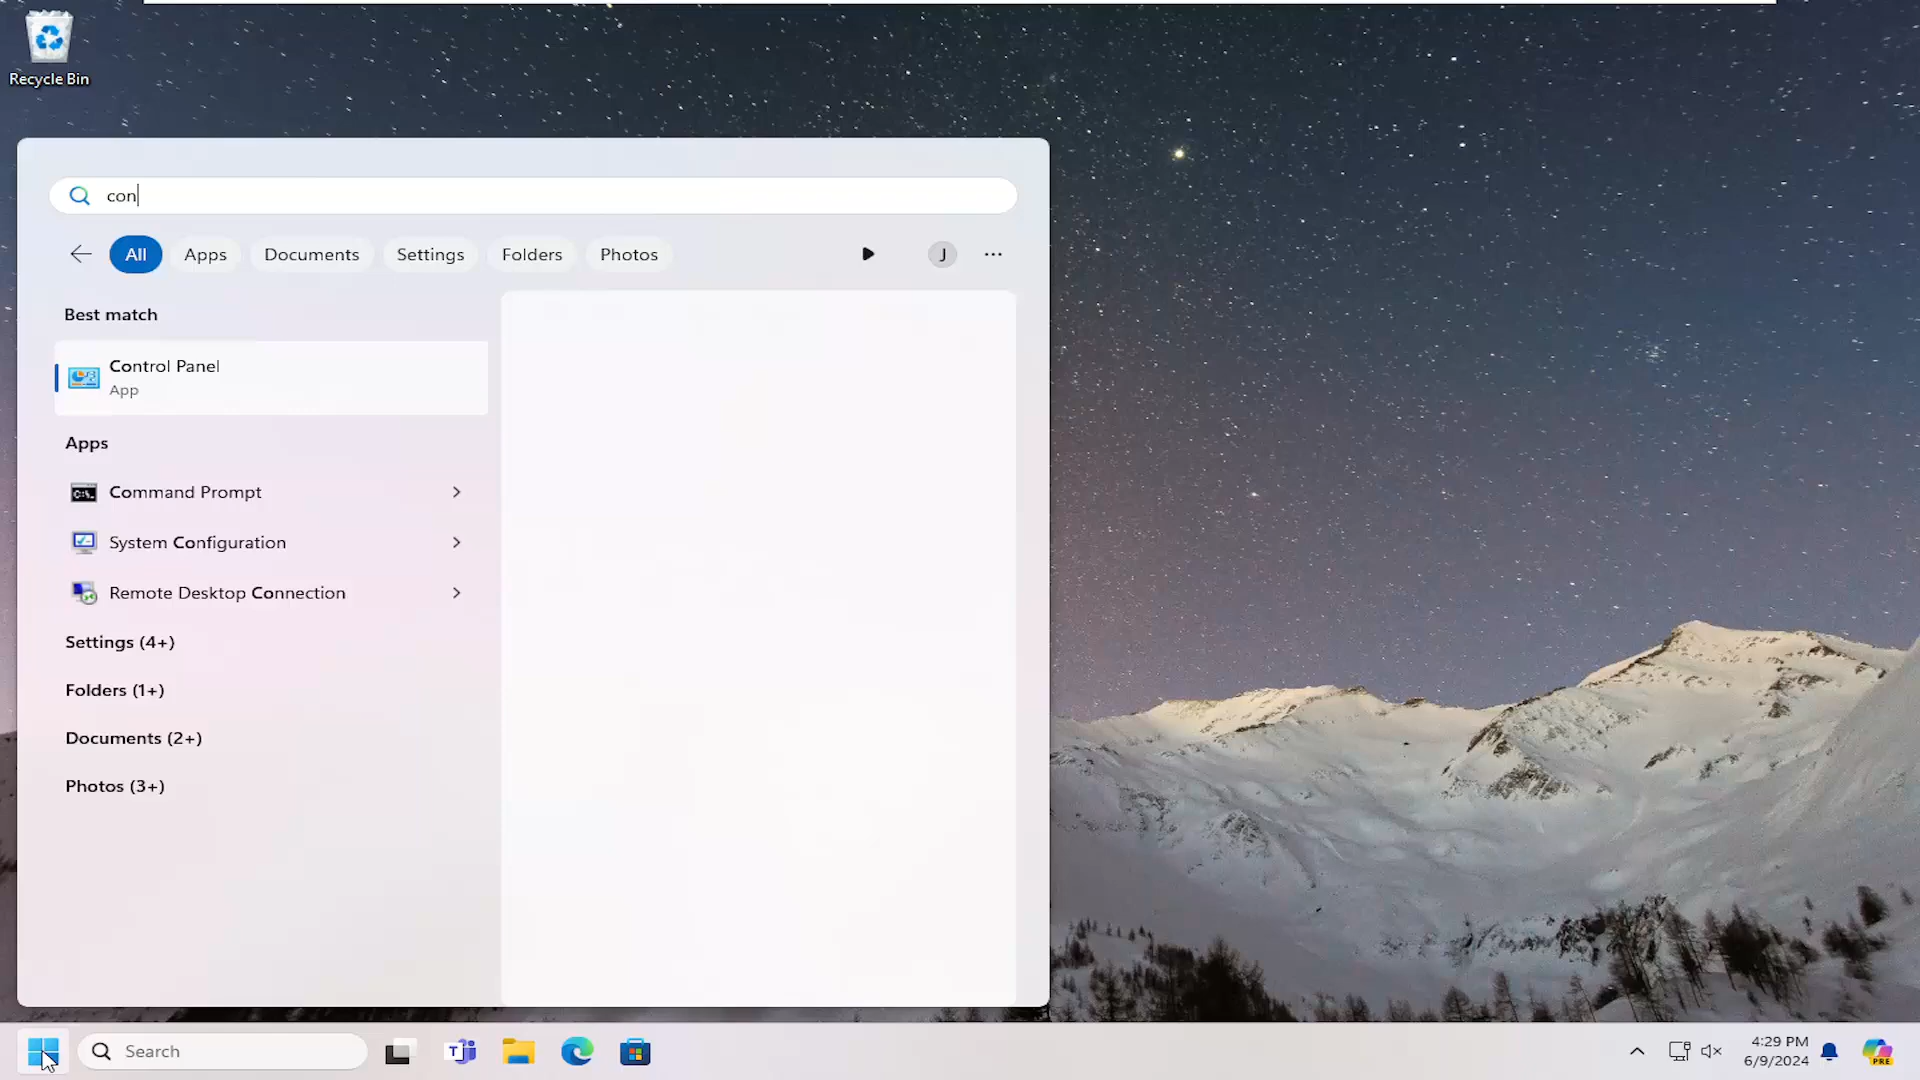 Recycle Bin
con
All
Apps
Documents
Settings
Folders
Photos
J
Best match
Control Panel
App
Apps
Command Prompt
System Configuration
Remote Desktop Connection
Settings (4+)
Folders (1+)
Documents (2+)
Photos (3+)
Search
4:29 PM
6/9/2024
PRE